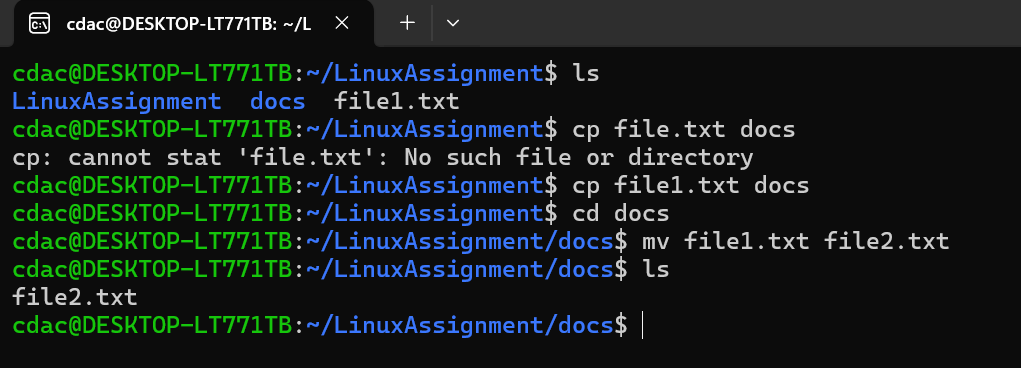 cdac@DESKTOP-LT771TB: ~/L
cdac@DESKTOP-LT771TB:~/LinuxAssignment$ ls
LinuxAssignment  docs  file1.txt
cdac@DESKTOP-LT771TB:~/LinuxAssignment$ cp file.txt docs
cp: cannot stat 'file.txt': No such file or directory
cdac@DESKTOP-LT771TB:~/LinuxAssignment$ cp file1.txt docs
cdac@DESKTOP-LT771TB:~/LinuxAssignment$ cd docs
cdac@DESKTOP-LT771TB:~/LinuxAssignment/docs$ mv file1.txt file2.txt
cdac@DESKTOP-LT771TB:~/LinuxAssignment/docs$ ls
file2.txt
cdac@DESKTOP-LT771TB:~/LinuxAssignment/docs$